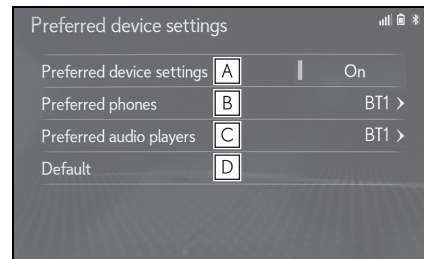 Preferred device settings
Preferred device settings A On
Preferred phones B BT1 >
Preferred audio players C BT1 >
Default D